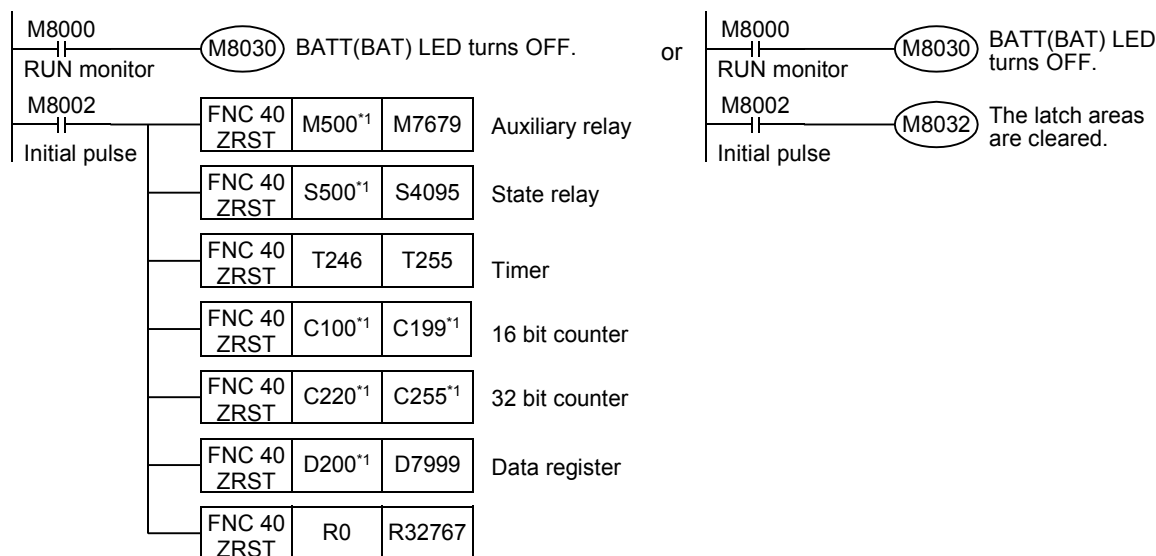 M8000
M8030 BATT(BAT) LED turns OFF.
RUN monitor
M8002
Initial pulse
FNC 40 ZRST M500*1 M7679 Auxiliary relay
FNC 40 ZRST S500*1 S4095 State relay
FNC 40 ZRST T246 T255 Timer
FNC 40 ZRST C100*1 C199*1 16 bit counter
FNC 40 ZRST C220*1 C255*1 32 bit counter
FNC 40 ZRST D200*1 D7999 Data register
FNC 40 ZRST R0 R32767
or
M8000
M8030 BATT(BAT) LED
turns OFF.
RUN monitor
M8002
M8032 The latch areas
are cleared.
Initial pulse